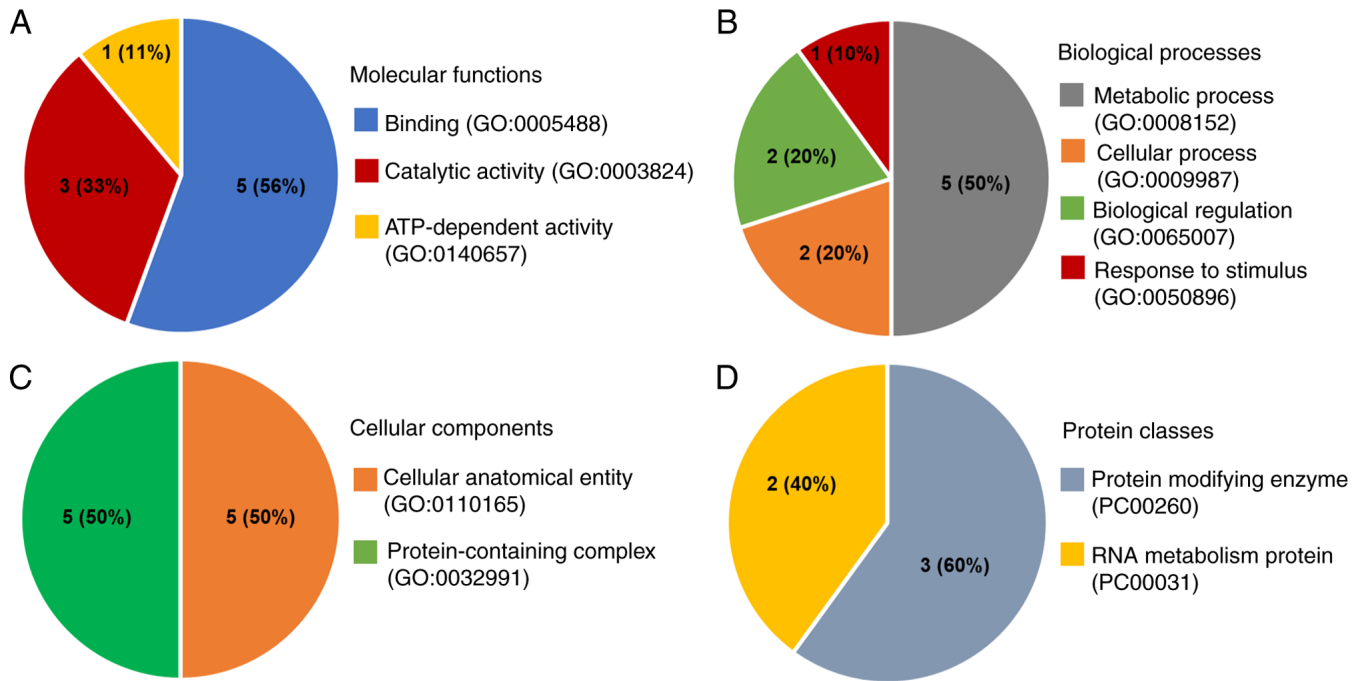 A
1 (11%)
3 (33%)
5 (56%)
Molecular functions
Binding (GO:0005488)
Catalytic activity (GO:0003824)
ATP-dependent activity
(GO:0140657)
B
1 (10%)
2 (20%)
5 (50%)
2 (20%)
Biological processes
Metabolic process
(GO:0008152)
Cellular process
(GO:0009987)
Biological regulation
(GO:0065007)
Response to stimulus
(GO:0050896)
C
5 (50%)
5 (50%)
Cellular components
Cellular anatomical entity
(GO:0110165)
Protein-containing complex
(GO:0032991)
D
2 (40%)
3 (60%)
Protein classes
Protein modifying enzyme
(PC00260)
RNA metabolism protein
(PC00031)